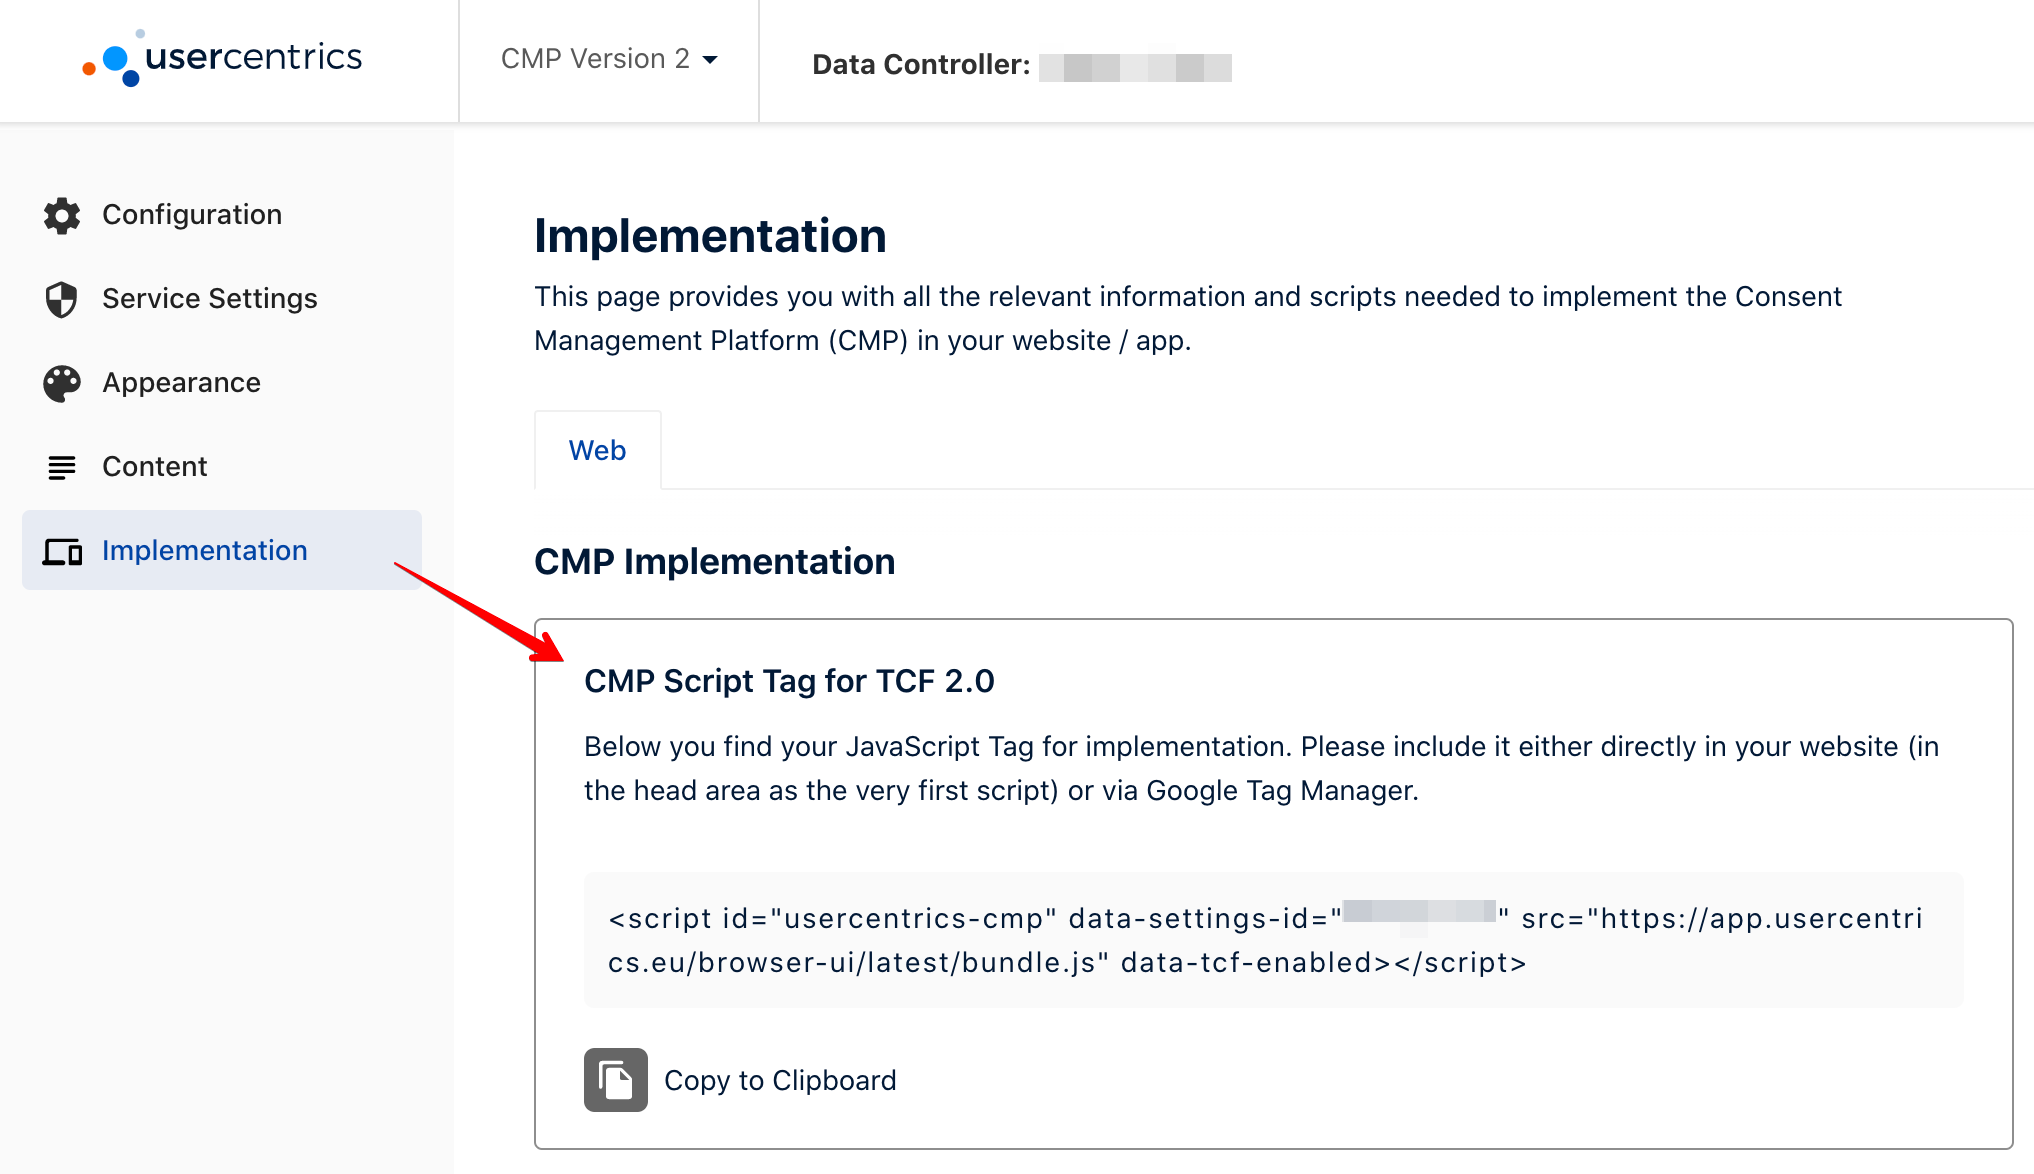 usercentrics
CMP Version 2
Data Controller:
Configuration
Service Settings
Appearance
Content
Implementation
Implementation
This page provides you with all the relevant information and scripts needed to implement the Consent
Management Platform (CMP) in your website / app.
Web
CMP Implementation
CMP Script Tag for TCF 2.0
Below you find your JavaScript Tag for implementation. Please include it either directly in your website (in
the head area as the very first script) or via Google Tag Manager.
<script id="usercentrics-cmp" data-settings-id="" src="https://app.usercentri
cs.eu/browser-ui/latest/bundle.js" data-tcf-enabled></script>
Copy to Clipboard